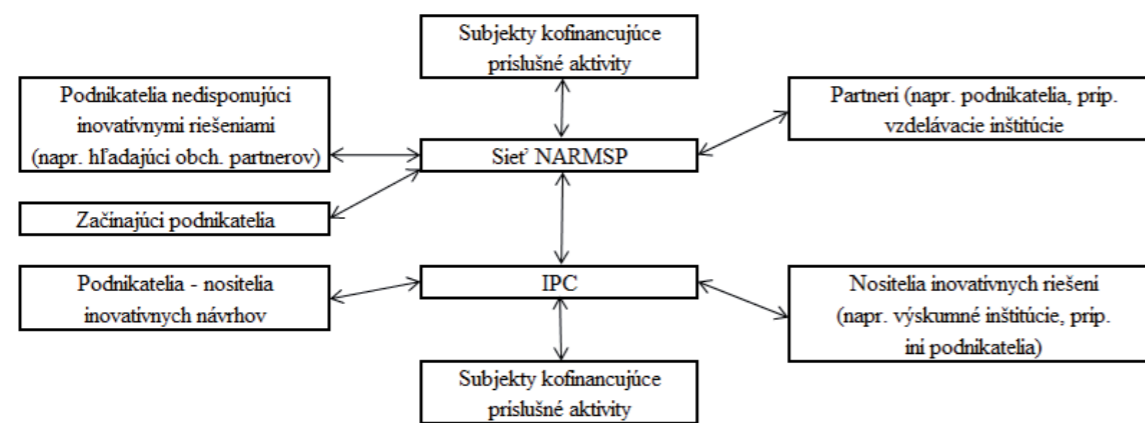 Subjekty kofinancujúce
príslušné aktivity
Podnikatelia nedisponujúci
inovatívnymi riešeniami
(napr. hľadajúci obch. partnerov)
Partneri (napr. podnikatelia, príp.
vzdelávacie inštitúcie
Sieť NARMSP
Začínajúci podnikatelia
Podnikatelia - nositelia
inovatívnych návrhov
IPC
Nositelia inovatívnych riešení
(napr. výskumné inštitúcie, príp.
iní podnikatelia)
Subjekty kofinancujúce
príslušné aktivity